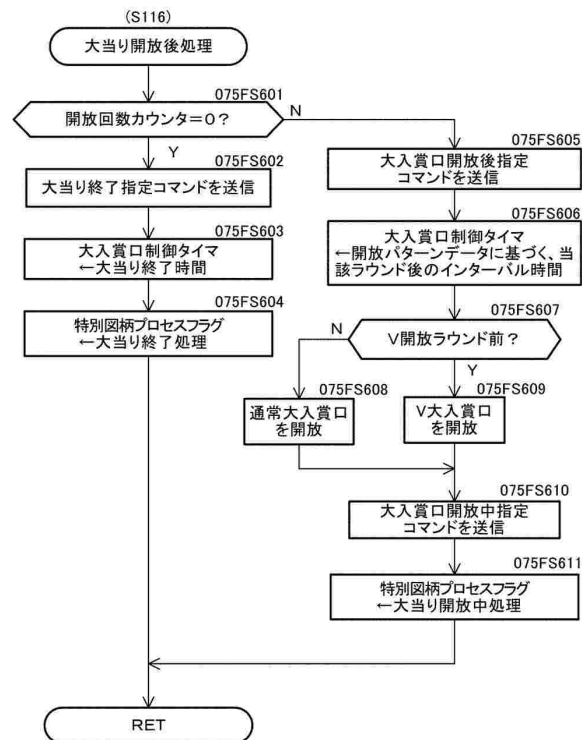 (S116)
大当り開放後処理
075FS601
開放回数カウンタ=0?
N
Y
075FS602
大当り終了指定コマンドを送信
075FS603
大入賞口制御タイマ
←大当り終了時間
075FS604
特別図柄プロセスフラグ
←大当り終了処理
075FS605
大入賞口開放後指定
コマンドを送信
075FS606
大入賞口制御タイマ
←開放パターンデータに基づく、当
該ラウンド後のインターバル時間
075FS607
V開放ラウンド前?
N
Y
075FS608
通常大入賞口
を開放
075FS609
V大入賞口
を開放
075FS610
大入賞口開放中指定
コマンドを送信
075FS611
特別図柄プロセスフラグ
←大当り開放中処理
RET